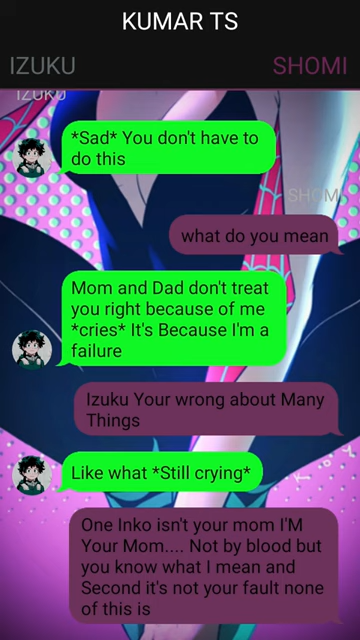 KUMAR TS
IZUKU SHOMI
IZUKU
*Sad* You don't have to
do this
SHOMI
what do you mean
Mom and Dad don't treat
you right because of me
*cries* It's Because I'm a
failure
Izuku Your wrong about Many
Things
Like what *Still crying*
One Inko isn't your mom I'M
Your Mom.... Not by blood but
you know what I mean and
Second it's not your fault none
of this is